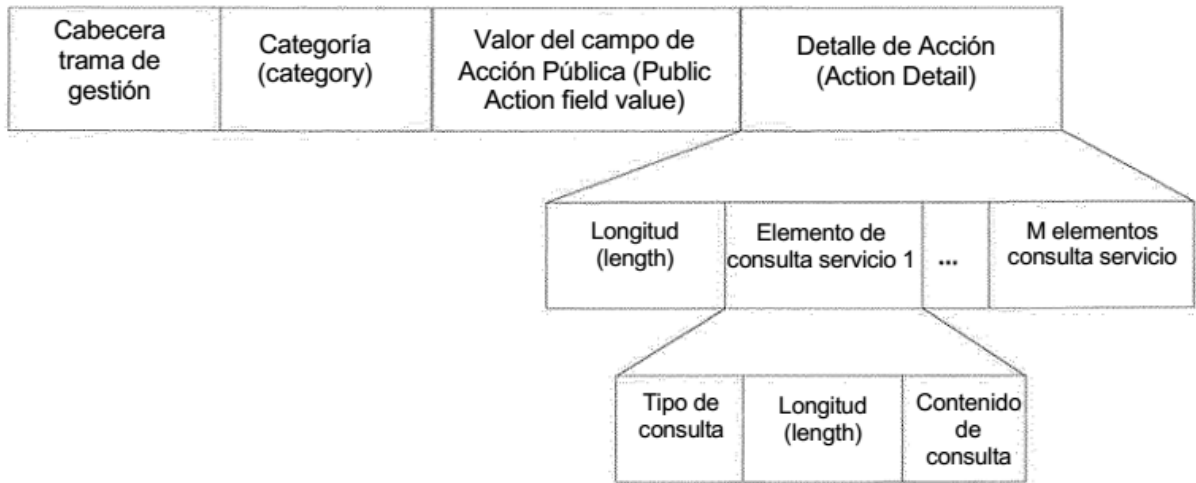 Cabecera
trama de
gestión
Categoría
(category)
Valor del campo de
Acción Pública (Public
Action field value)
Detalle de Acción
(Action Detail)
Longitud
(length)
Elemento de
consulta servicio 1
...
M elementos
consulta servicio
Tipo de
consulta
Longitud
(length)
Contenido
de
consulta